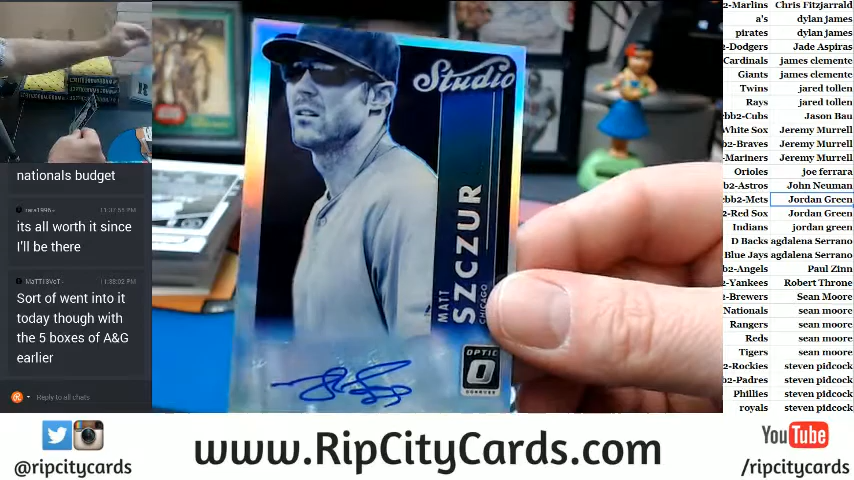 nationals budget
its all worth it since
I'll be there
Sort of went into it
today though with
the 5 boxes of A&G
earlier
Reply to all chats
Studio
MATT
SZCZUR
CHICAGO
OPTIC
DONRUSS
2-Marlins Chris Fitzjarrald
a's dylan james
pirates dylan james
2-Dodgers Jade Aspiras
Cardinals james clemente
Giants james clemente
Twins jared tollen
Rays jared tollen
bb2-Cubs Jason Bau
White Sox Jeremy Murrell
b2-Braves Jeremy Murrell
-Mariners Jeremy Murrell
Orioles joe ferrara
b2-Astros John Neuman
bb2-Mets Jordan Green
2-Red Sox Jordan Green
Indians jordan green
D Backs agdalena Serrano
Blue Jays agdalena Serrano
b2-Angels Paul Zinn
-Yankees Robert Throne
-Brewers Sean Moore
Nationals sean moore
Rangers sean moore
Reds sean moore
Tigers sean moore
2-Rockies steven pidcock
2-Padres steven pidcock
Phillies steven pidcock
royals steven pidcock
@ripcitycards
www.RipCityCards.com
YouTube
/ripcitycards